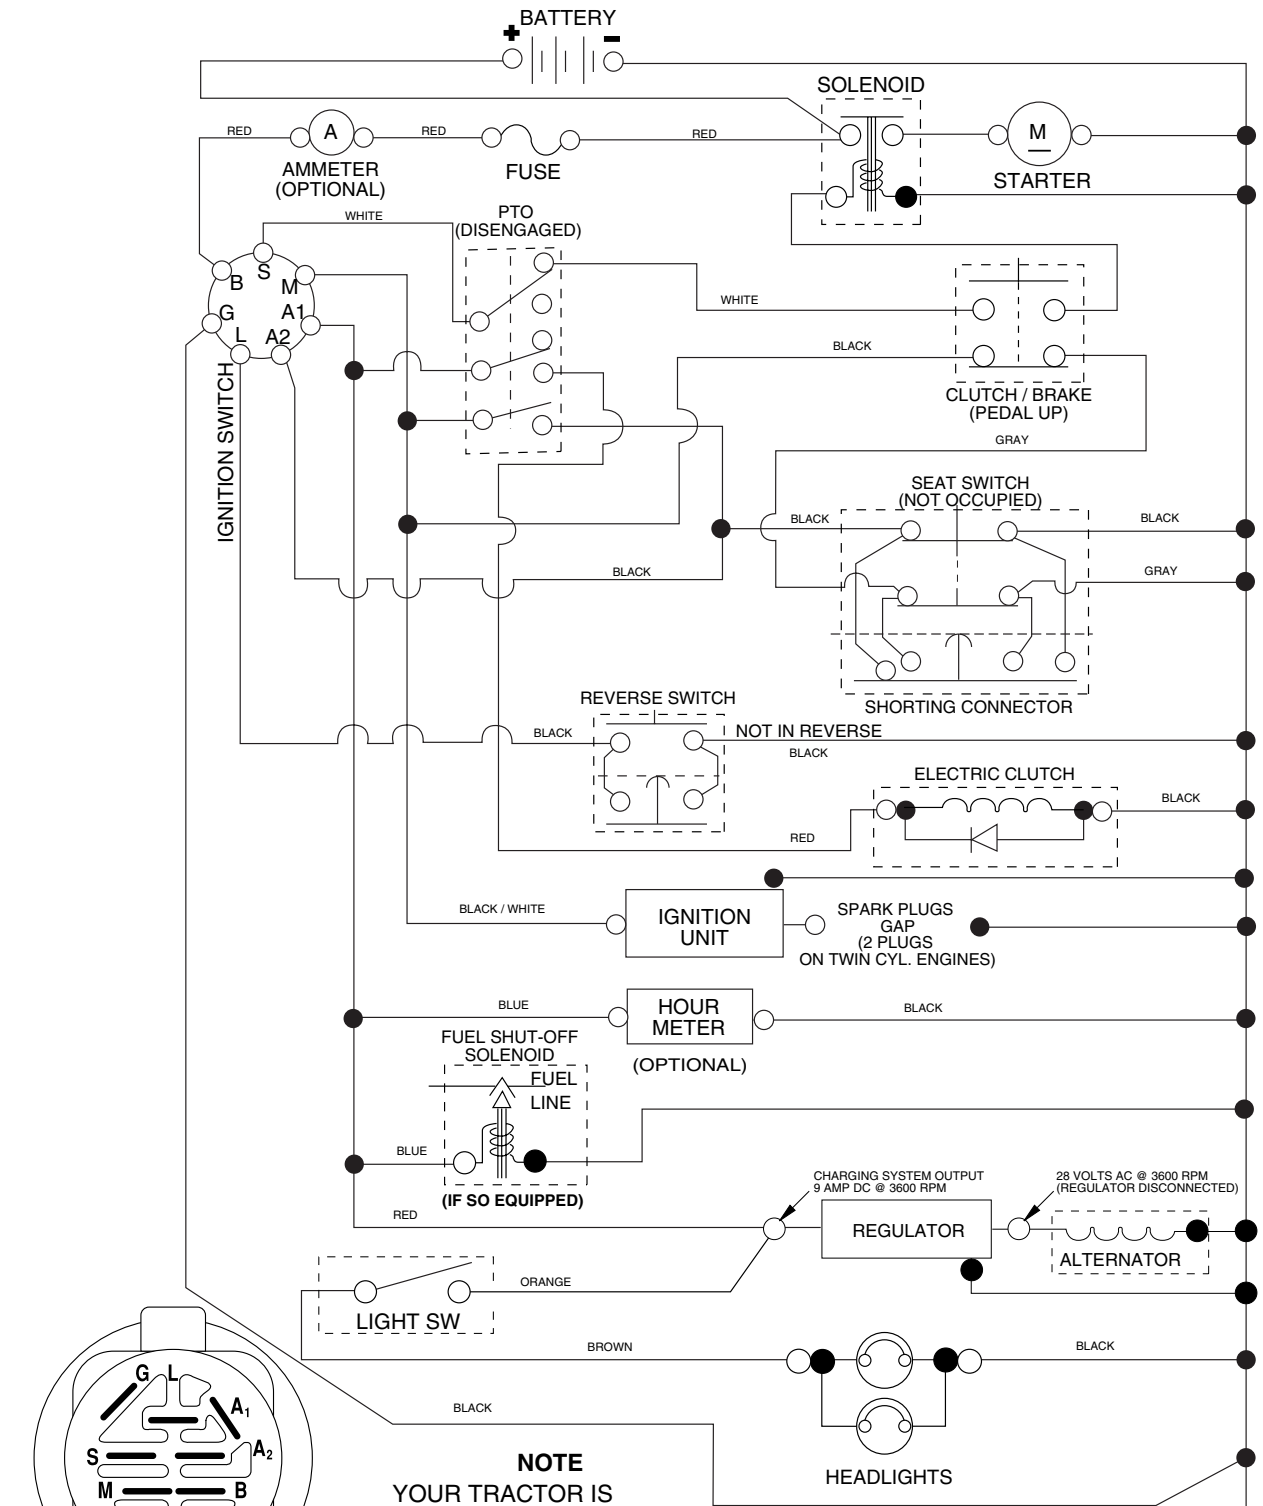 BATTERY
+ -
SOLENOID
RED
A
RED
RED
M
AMMETER
(OPTIONAL)
FUSE
STARTER
WHITE
PTO
(DISENGAGED)
S
B
M
G
A1
L
A2
IGNITION SWITCH
WHITE
BLACK
CLUTCH / BRAKE
(PEDAL UP)
GRAY
SEAT SWITCH
(NOT OCCUPIED)
BLACK
BLACK
BLACK
GRAY
SHORTING CONNECTOR
REVERSE SWITCH
BLACK
NOT IN REVERSE
BLACK
ELECTRIC CLUTCH
BLACK
RED
BLACK / WHITE
IGNITION
UNIT
SPARK PLUGS
GAP
(2 PLUGS
ON TWIN CYL. ENGINES)
BLUE
HOUR
METER
BLACK
(OPTIONAL)
FUEL SHUT-OFF
SOLENOID
FUEL
LINE
BLUE
(IF SO EQUIPPED)
CHARGING SYSTEM OUTPUT
9 AMP DC @ 3600 RPM
28 VOLTS AC @ 3600 RPM
(REGULATOR DISCONNECTED)
RED
REGULATOR
ALTERNATOR
ORANGE
LIGHT SW
BROWN
BLACK
HEADLIGHTS
BLACK
G L
A1
S
A2
M
B
NOTE
YOUR TRACTOR IS